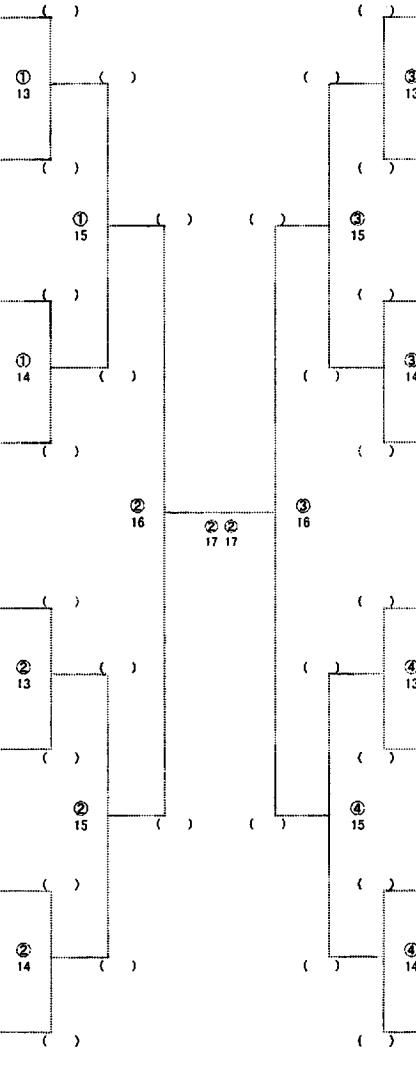 ( ) ( )
① ( ) ( ) ③
13 13
( ) ( )
① ( ) ( ) ③
15 15
( ) ( )
① ③
14 ( ) ( ) 14
( ) ( )
② ② ② ③
16 17 17 16
( ) ( )
② ( ) ( ) ④
13 13
( ) ( )
② ④
15 ( ) ( ) 15
( ) ( )
② ④
14 ( ) ( ) 14
( ) ( )